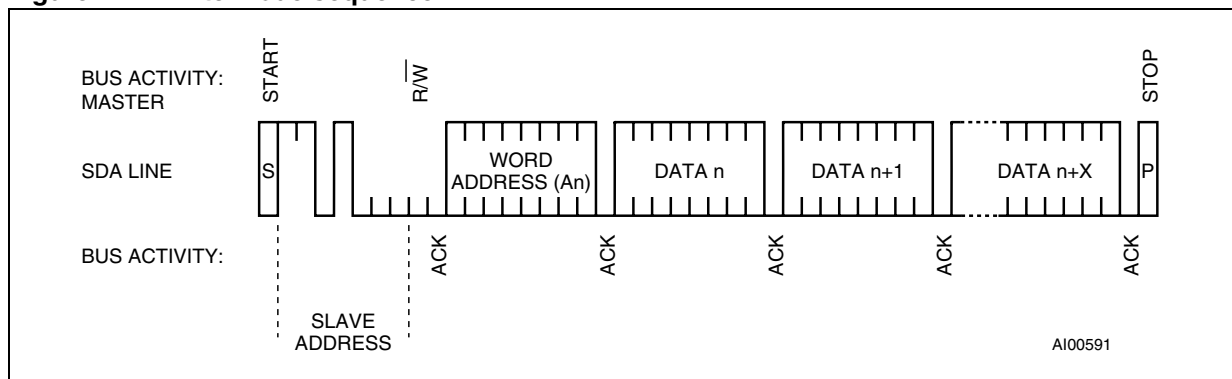 BUS ACTIVITY:
MASTER
START
R/W
STOP
SDA LINE
S
WORD
ADDRESS (An)
DATA n
DATA n+1
DATA n+X
P
BUS ACTIVITY:
ACK
ACK
ACK
ACK
ACK
SLAVE
ADDRESS
AI00591